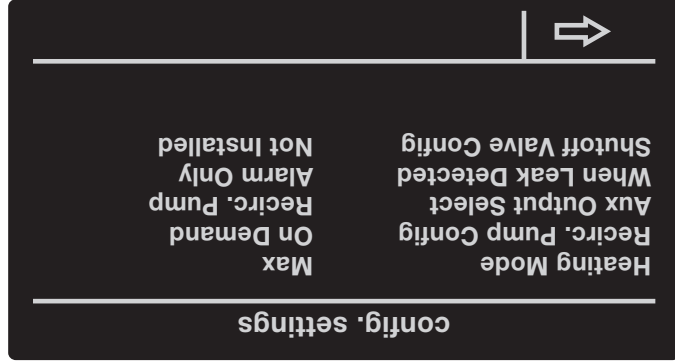 config. settings
Heating Mode Max
Recirc. Pump Config On Demand
Aux Output Select Recirc. Pump
When Leak Detected Alarm Only
Shutoff Valve Config Not Installed